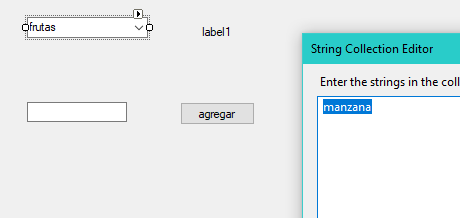 frutas
label1
agregar
String Collection Editor
Enter the strings in the coll
manzana